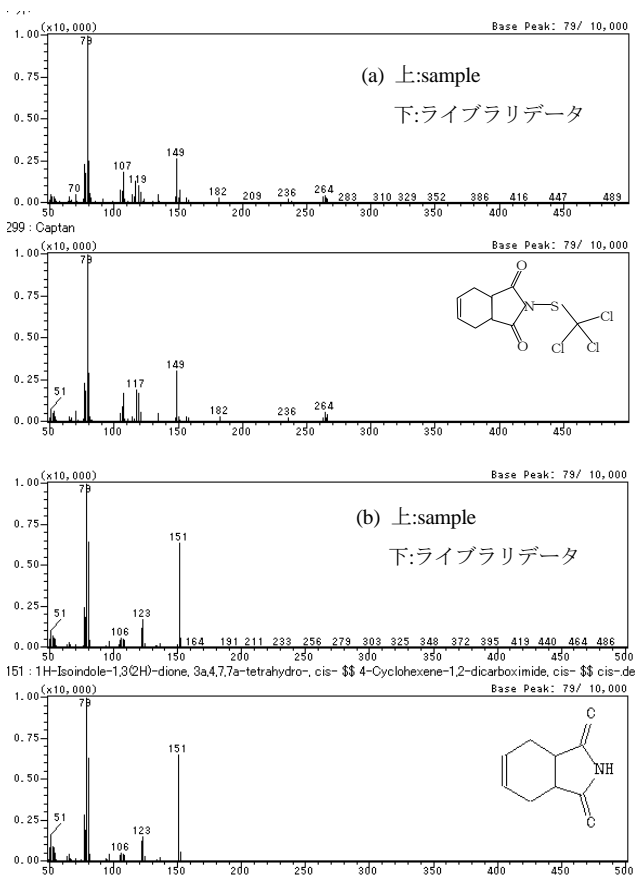 (x10,000)
Base Peak: 79/ 10,000
1.00
0.75
0.50
0.25
0.00
79
70
107
119
149
182
209
236
264
283
310
329
352
386
416
447
489
50 100 150 200 250 300 350 400 450
(a) 上:sample
下:ライブラリデータ
299 : Captan
(x10,000)
Base Peak: 79/ 10,000
1.00
0.75
0.50
0.25
0.00
79
51
117
149
182
236
264
50 100 150 200 250 300 350 400 450
O
N
S
Cl
Cl
Cl
O
(x10,000)
Base Peak: 79/ 10,000
1.00
0.75
0.50
0.25
0.00
79
51
106
123
151
164
191
211
233
256
279
303
325
348
372
395
419
440
464
486
50 100 150 200 250 300 350 400 450 500
(b) 上:sample
下:ライブラリデータ
151 : 1H-Isoindole-1,3(2H)-dione, 3a,4,7,7a-tetrahydro-, cis- $$ 4-Cyclohexene-1,2-dicarboximide, cis- $$ cis-.de
(x10,000)
Base Peak: 79/ 10,000
1.00
0.75
0.50
0.25
0.00
79
51
106
123
151
50 100 150 200 250 300 350 400 450 500
C
NH
C